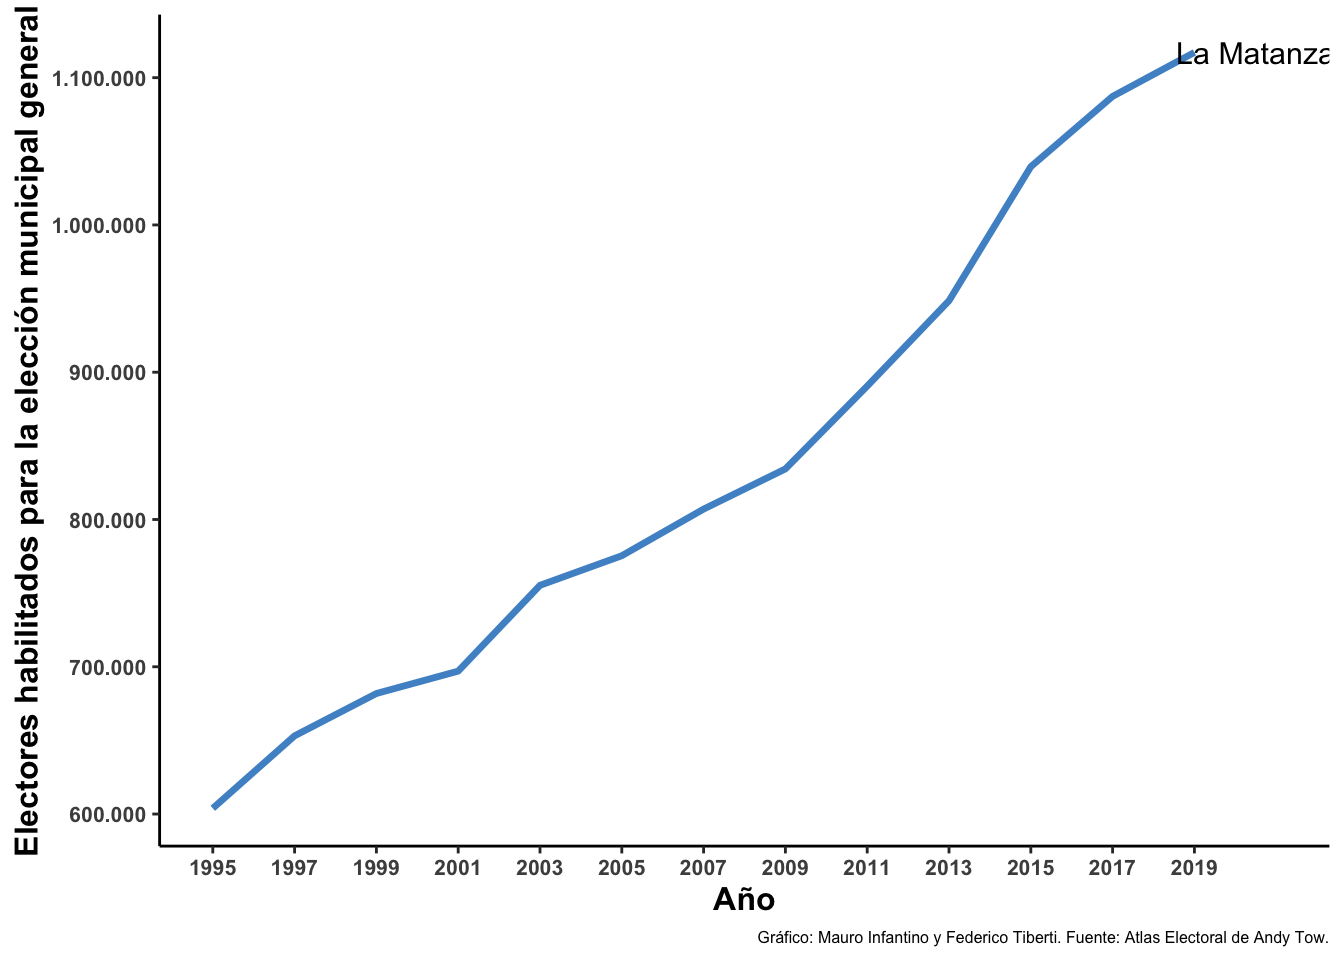 Electores habilitados para la elección municipal general
1.100.000
1.000.000
900.000
800.000
700.000
600.000
La Matanza
1995 1997 1999 2001 2003 2005 2007 2009 2011 2013 2015 2017 2019
Año
Gráfico: Mauro Infantino y Federico Tiberti. Fuente: Atlas Electoral de Andy Tow.